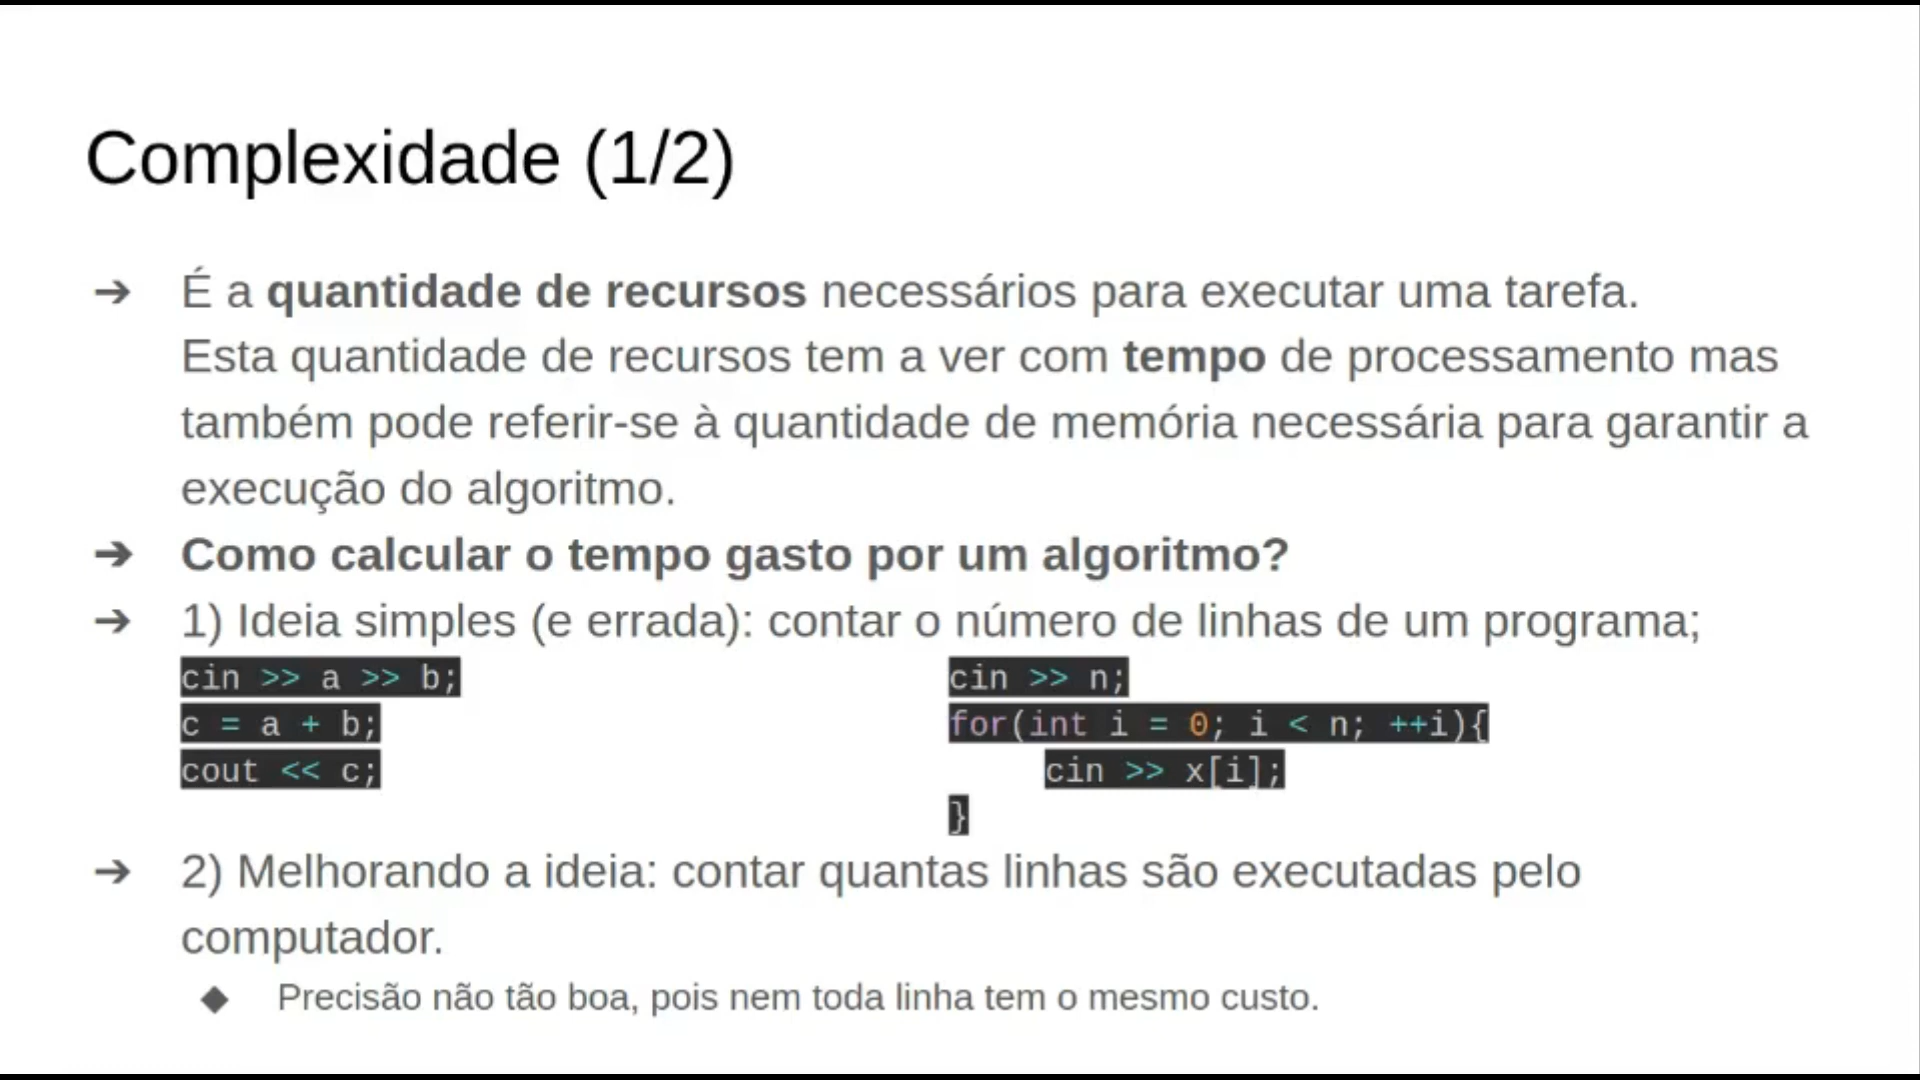 Complexidade (1/2)
➔ É a quantidade de recursos necessários para executar uma tarefa.
Esta quantidade de recursos tem a ver com tempo de processamento mas
também pode referir-se à quantidade de memória necessária para garantir a
execução do algoritmo.
➔ Como calcular o tempo gasto por um algoritmo?
➔ 1) Ideia simples (e errada): contar o número de linhas de um programa;
cin >> a >> b;
c = a + b;
cout << c;
cin >> n;
for(int i = 0; i < n; ++i){
cin >> x[i];
}
➔ 2) Melhorando a ideia: contar quantas linhas são executadas pelo
computador.
◆ Precisão não tão boa, pois nem toda linha tem o mesmo custo.